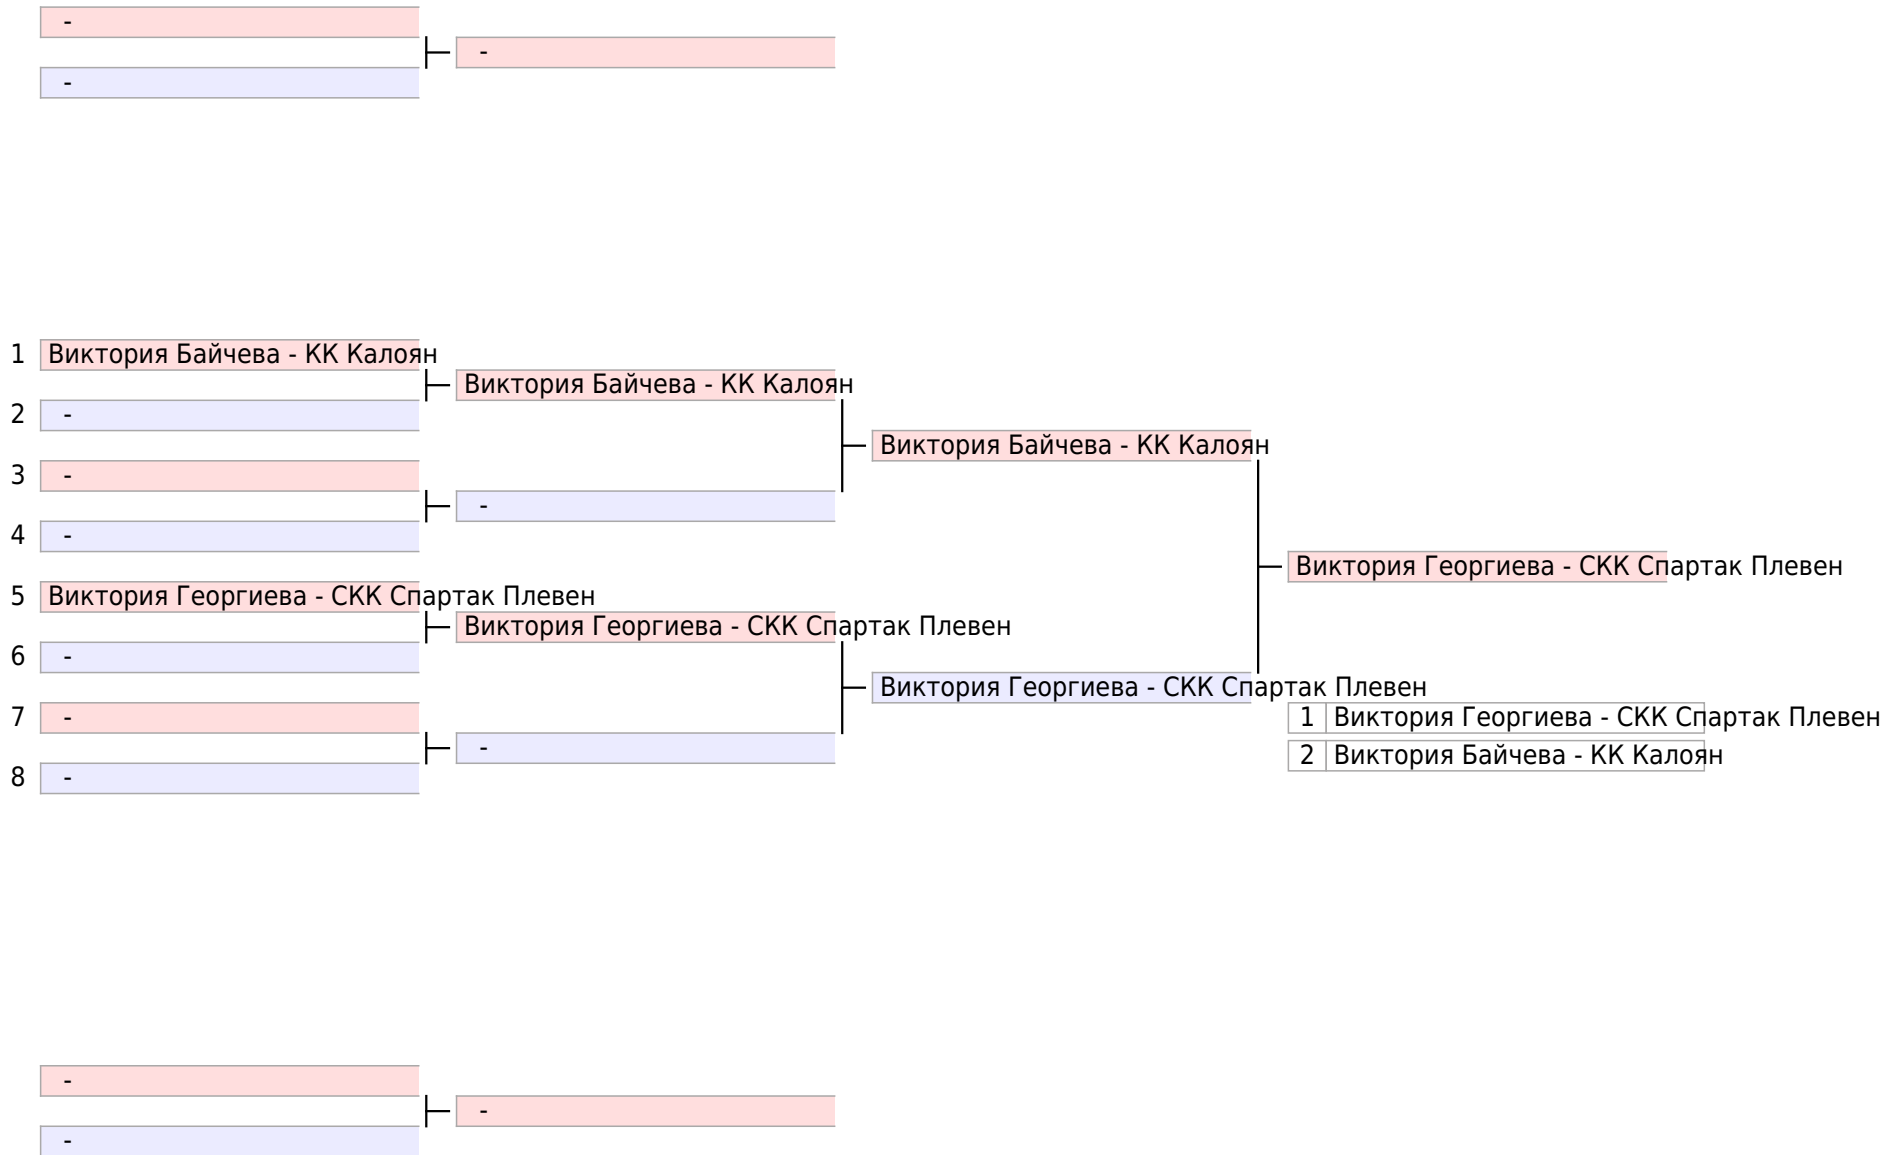 -
-
-
1 Виктория Байчева - КК Калоян
Виктория Байчева - КК Калоян
2 -
Виктория Байчева - КК Калоян
3 -
-
4 -
Виктория Георгиева - СКК Спартак Плевен
5 Виктория Георгиева - СКК Спартак Плевен
Виктория Георгиева - СКК Спартак Плевен
6 -
Виктория Георгиева - СКК Спартак Плевен
7 -
1 Виктория Георгиева - СКК Спартак Плевен
-
2 Виктория Байчева - КК Калоян
8 -
-
-
-